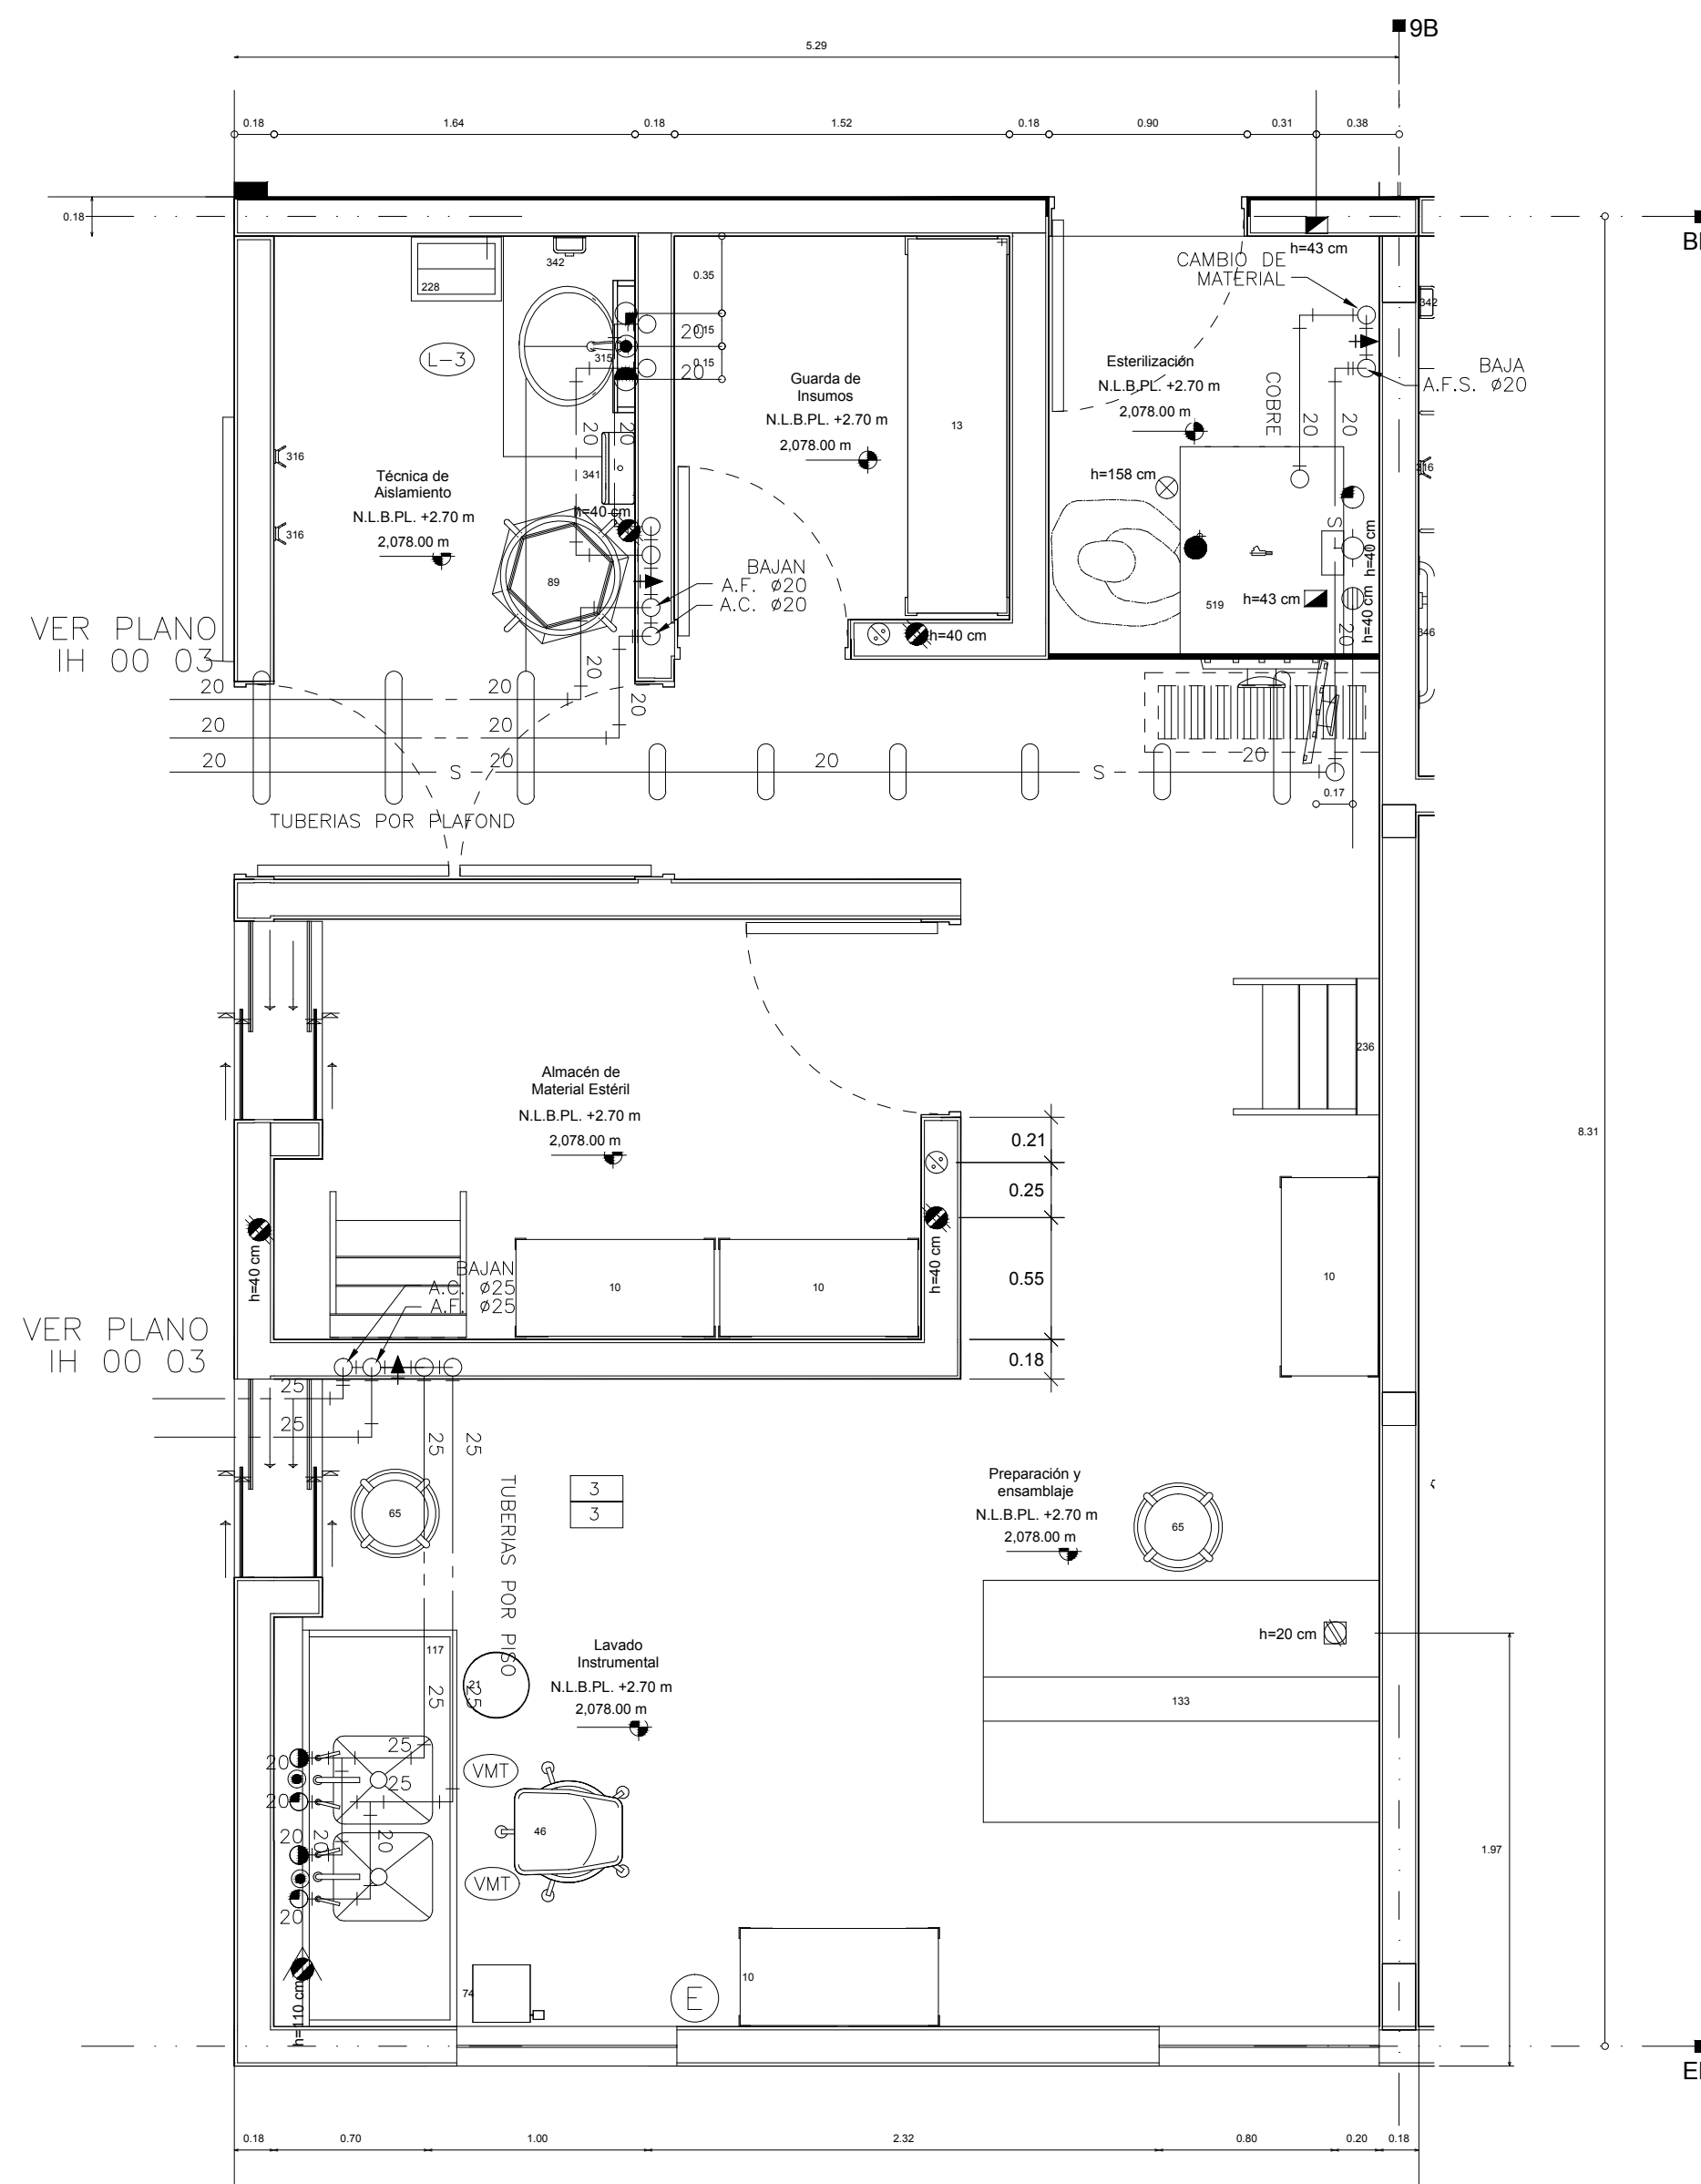 9B
5.29
0.18
1.64
0.18
1.52
0.18
0.90
0.31
0.38
0.18
h=43 cm
CAMBIO DE
MATERIAL
342
228
0.35
0.15
0.15
20
20
315
L-3
342
Esterilización
N.L.B.PL. +2.70 m
2,078.00 m
BAJA
A.F.S. ø20
COBRE
20
20
Guarda de
Insumos
N.L.B.PL. +2.70 m
2,078.00 m
13
20
20
316
341
h=158 cm
316
Técnica de
Aislamiento
N.L.B.PL. +2.70 m
2,078.00 m
h=40 cm
316
89
S
h=40 cm
BAJAN
A.F. ø20
A.C. ø20
519
h=43 cm
h=40 cm
20
346
h=40 cm
VER PLANO
IH 00 03
20
20
20
20
20
20
20
20
S
20
S
20
0.17
TUBERIAS POR PLAFOND
236
Almacén de
Material Estéril
N.L.B.PL. +2.70 m
2,078.00 m
0.21
0.25
0.55
0.18
8.31
h=40 cm
h=40 cm
BAJAN
A.C. ø25
A.F. ø25
10
10
10
VER PLANO
IH 00 03
25
25
25
25
TUBERIAS POR PISO
3
3
65
Preparación y
ensamblaje
N.L.B.PL. +2.70 m
2,078.00 m
65
h=20 cm
117
21
25
25
Lavado
Instrumental
N.L.B.PL. +2.70 m
2,078.00 m
133
20
25
25
20
VMT
20
20
20
46
VMT
20
1.97
h=110 cm
74
E
10
0.18
0.70
1.00
2.32
0.80
0.20
0.18